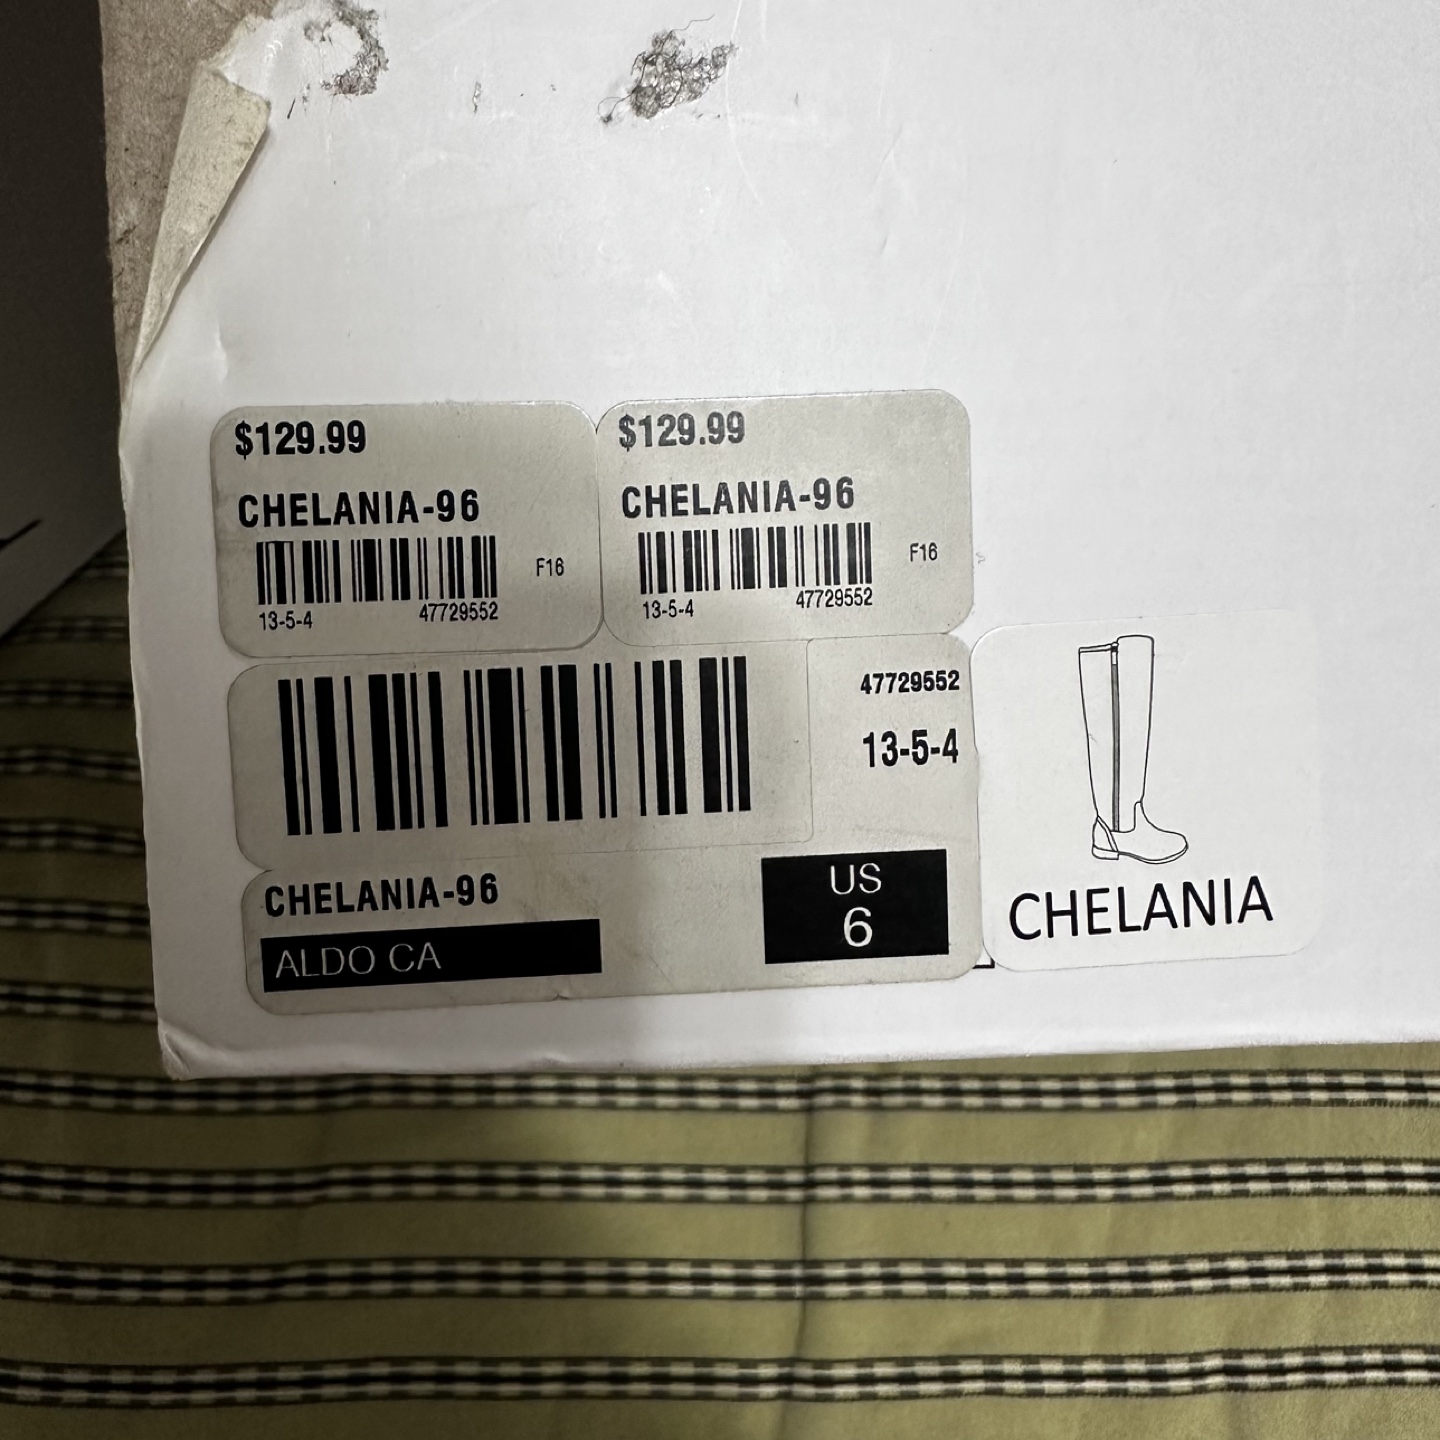 $129.99
CHELANIA-96
F16
13-5-4 47729552
$129.99
CHELANIA-96
F16
13-5-4 47729552
47729552
13-5-4
CHELANIA-96
ALDO CA
US
6
CHELANIA